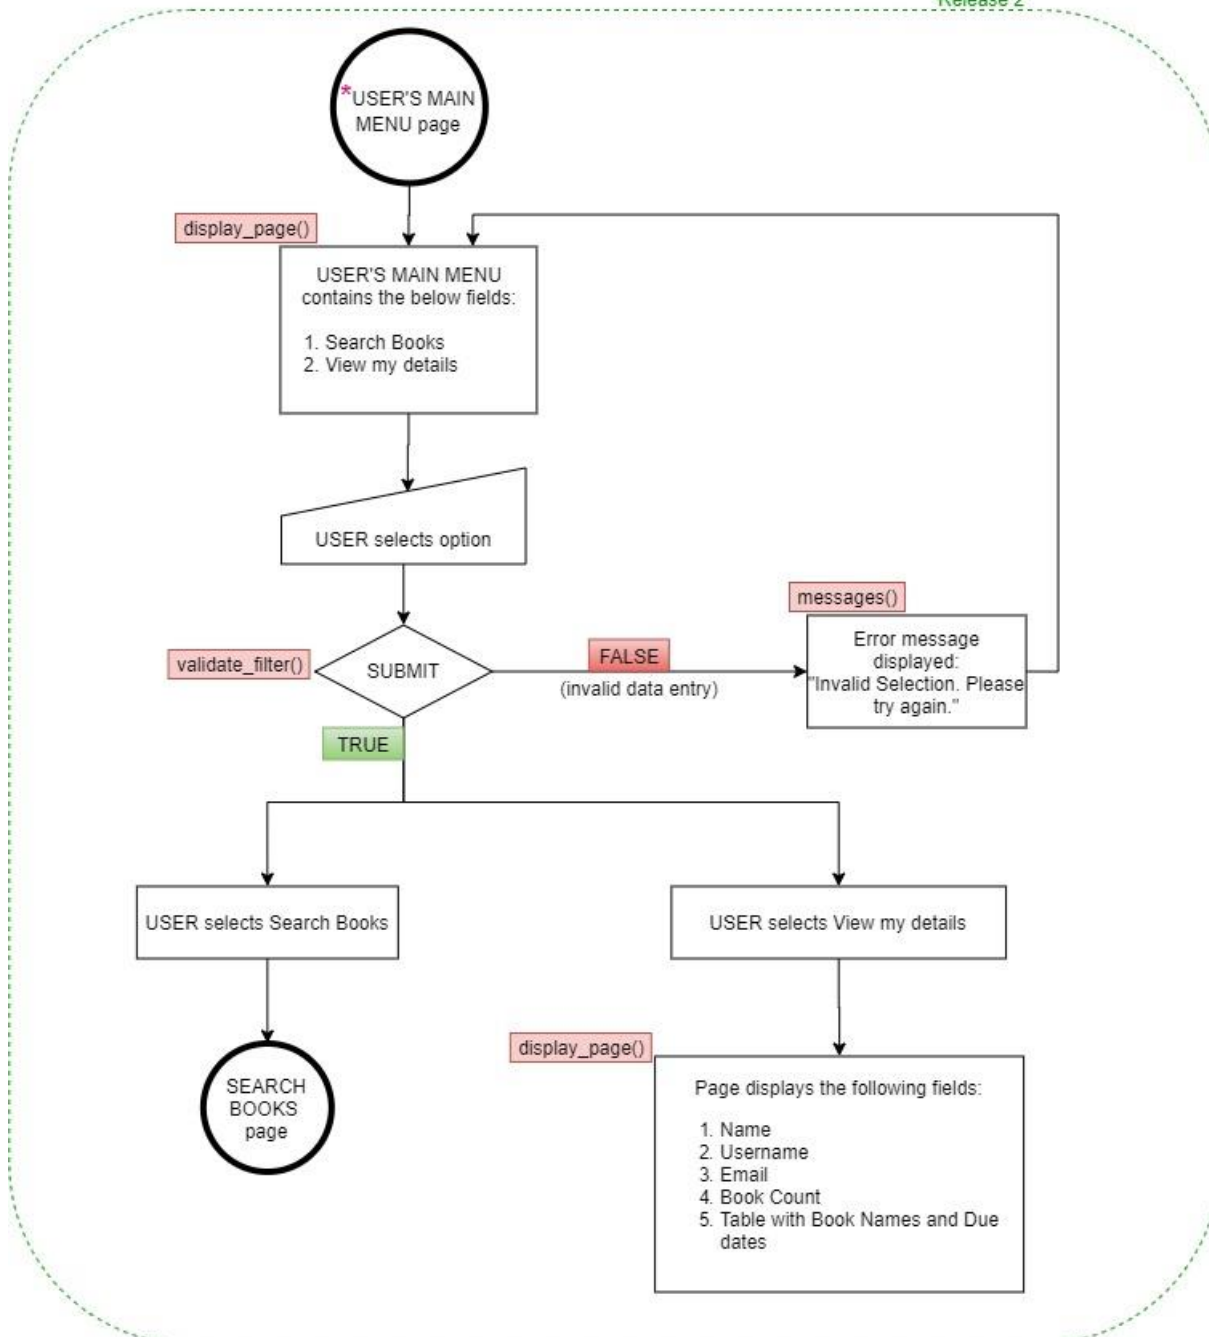 Release 2
*USER'S MAIN
MENU page
display_page()
USER'S MAIN MENU
contains the below fields:
1. Search Books
2. View my details
USER selects option
messages()
validate_filter()
SUBMIT
FALSE
(invalid data entry)
Error message
displayed:
"Invalid Selection. Please
try again."
TRUE
USER selects Search Books
USER selects View my details
SEARCH
BOOKS
page
display_page()
Page displays the following fields:
1. Name
2. Username
3. Email
4. Book Count
5. Table with Book Names and Due
dates